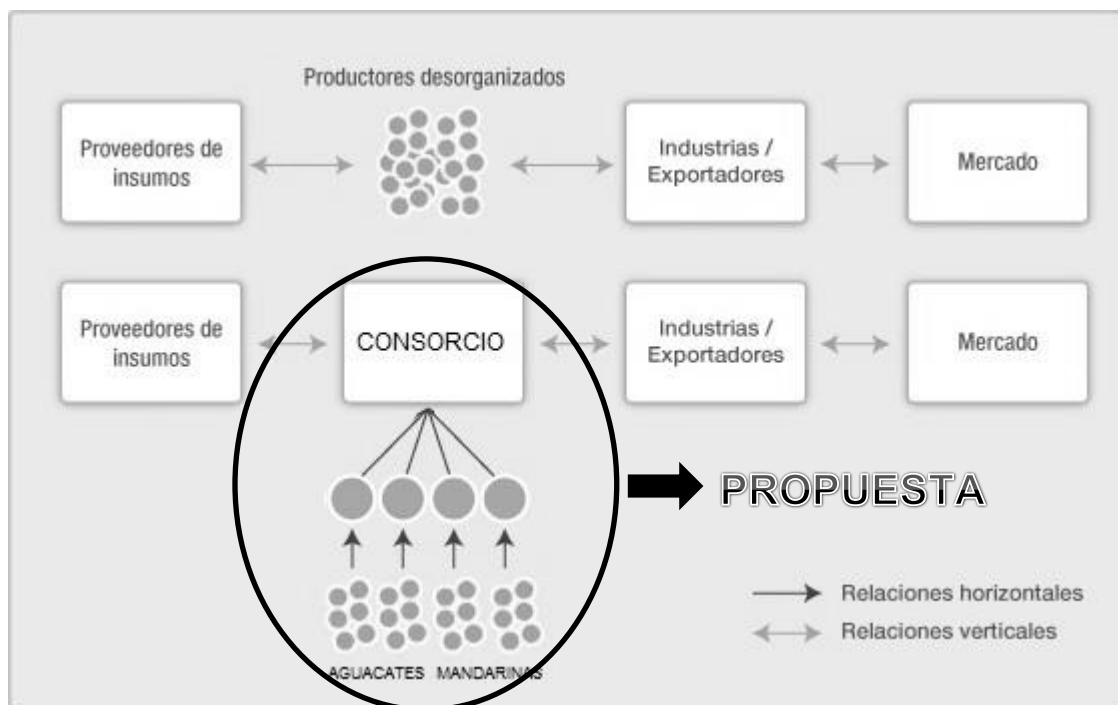 Productores desorganizados
Proveedores de
insumos
Industrias /
Exportadores
Mercado
Proveedores de
insumos
CONSORCIO
Industrias /
Exportadores
Mercado
PROPUESTA
Relaciones horizontales
Relaciones verticales
AGUACATES MANDARINAS